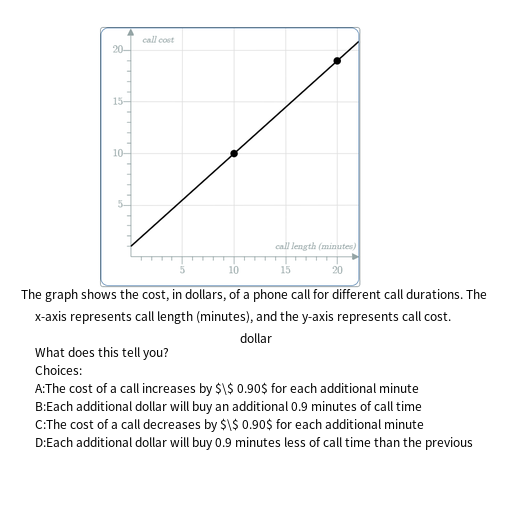 call cost
20
15
10
5
call length (minutes)
5 10 15 20
The graph shows the cost, in dollars, of a phone call for different call durations. The
x-axis represents call length (minutes), and the y-axis represents call cost.
dollar
What does this tell you?
Choices:
A:The cost of a call increases by $\$ 0.90$ for each additional minute
B:Each additional dollar will buy an additional 0.9 minutes of call time
C:The cost of a call decreases by $\$ 0.90$ for each additional minute
D:Each additional dollar will buy 0.9 minutes less of call time than the previous